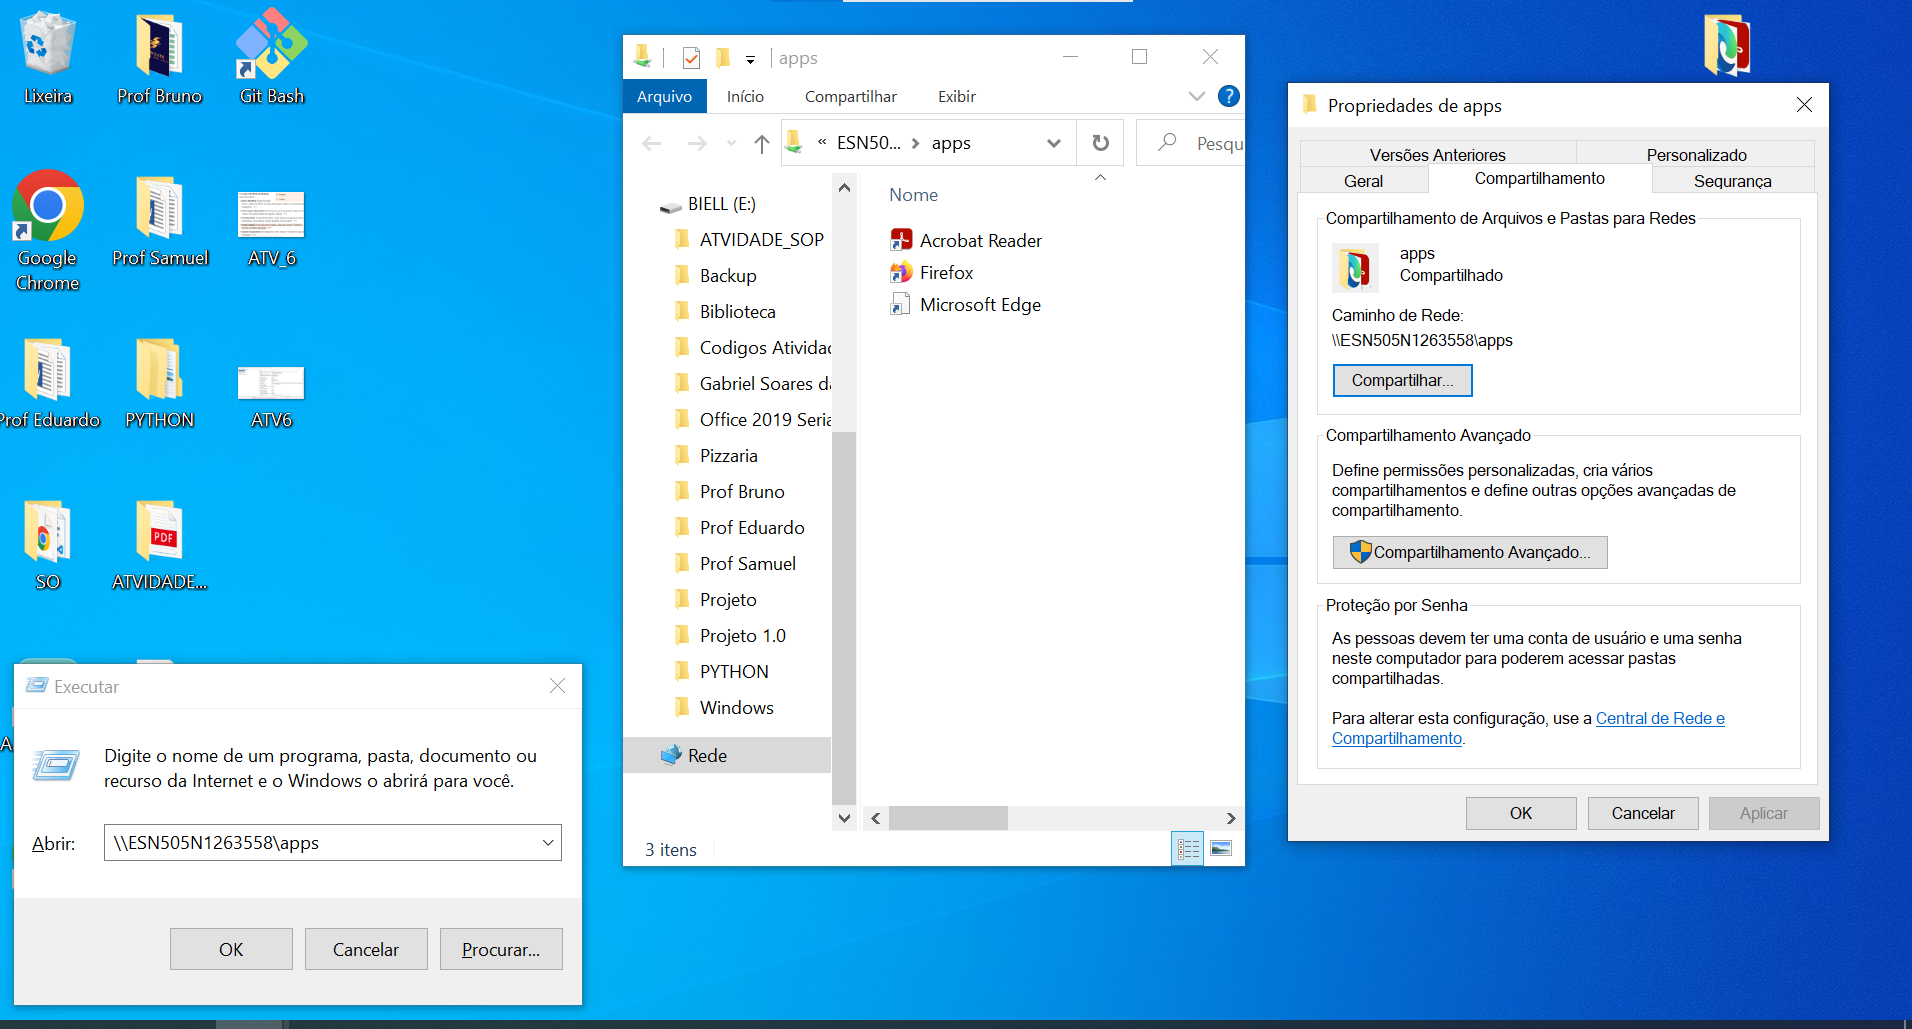 Lixeira
Prof Bruno
Git Bash
Google
Chrome
Prof Samuel
ATV_6
Prof Eduardo
PYTHON
ATV6
SO
ATVIDADE...
Executar
Digite o nome de um programa, pasta, documento ou
recurso da Internet e o Windows o abrirá para você.
Abrir:
\\ESN505N1263558\apps
OK
Cancelar
Procurar...
apps
Arquivo
Início
Compartilhar
Exibir
« ESN50... > apps
Pesqu
BIELL (E:)
ATVIDADE_SOP
Backup
Biblioteca
Codigos Atividad
Gabriel Soares da
Office 2019 Seria
Pizzaria
Prof Bruno
Prof Eduardo
Prof Samuel
Projeto
Projeto 1.0
PYTHON
Windows
Rede
Nome
Acrobat Reader
Firefox
Microsoft Edge
3 itens
Propriedades de apps
Versões Anteriores
Personalizado
Geral
Compartilhamento
Segurança
Compartilhamento de Arquivos e Pastas para Redes
apps
Compartilhado
Caminho de Rede:
\\ESN505N1263558\apps
Compartilhar...
Compartilhamento Avançado
Define permissões personalizadas, cria vários
compartilhamentos e define outras opções avançadas de
compartilhamento.
Compartilhamento Avançado...
Proteção por Senha
As pessoas devem ter uma conta de usuário e uma senha
neste computador para poderem acessar pastas
compartilhadas.
Para alterar esta configuração, use a Central de Rede e
Compartilhamento.
OK
Cancelar
Aplicar